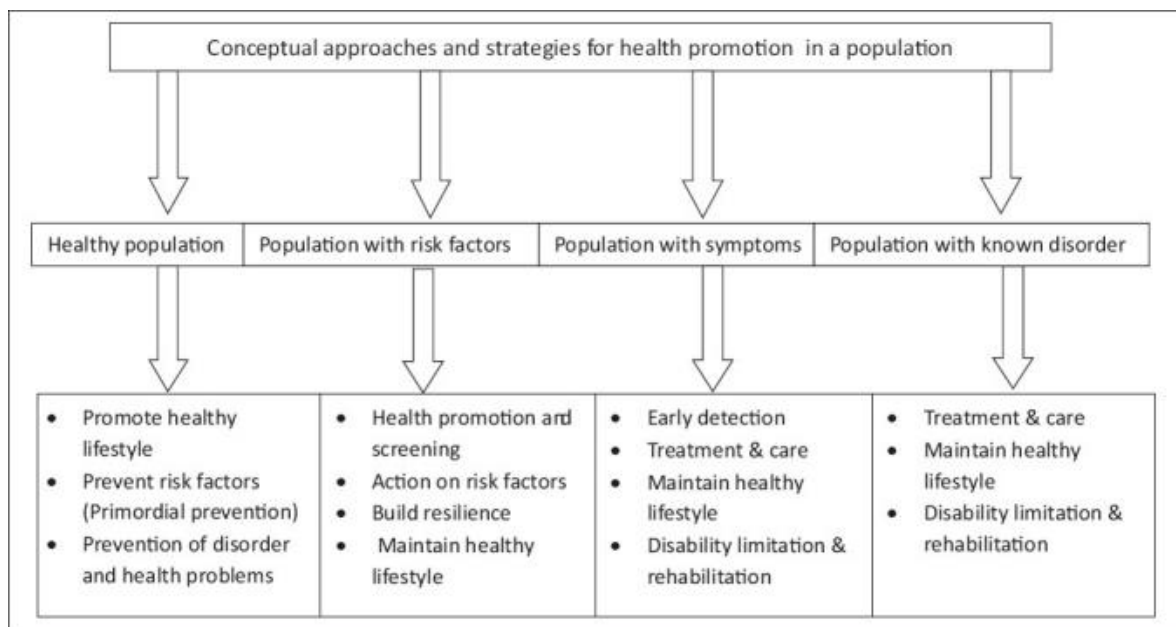 Conceptual approaches and strategies for health promotion in a population
Healthy population
Population with risk factors
Population with symptoms
Population with known disorder
• Promote healthy
lifestyle
• Prevent risk factors
(Primordial prevention)
• Prevention of disorder
and health problems
• Health promotion and
screening
• Action on risk factors
• Build resilience
• Maintain healthy
lifestyle
• Early detection
• Treatment & care
• Maintain healthy
lifestyle
• Disability limitation &
rehabilitation
• Treatment & care
• Maintain healthy
lifestyle
• Disability limitation &
rehabilitation